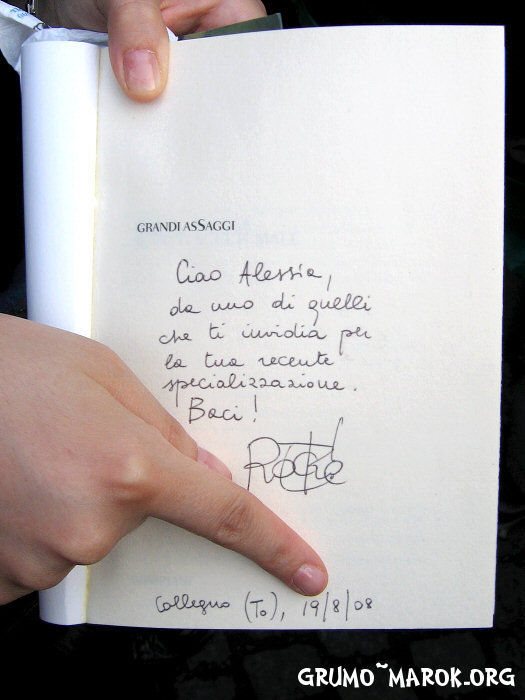 GRANDI ASSAGGI
Ciao Alessia,
da uno di quelli
che ti invidia per
la tua recente
specializzazione.
Baci!
Collegno (To), 19/8/08
GRUMO~MAROK.ORG